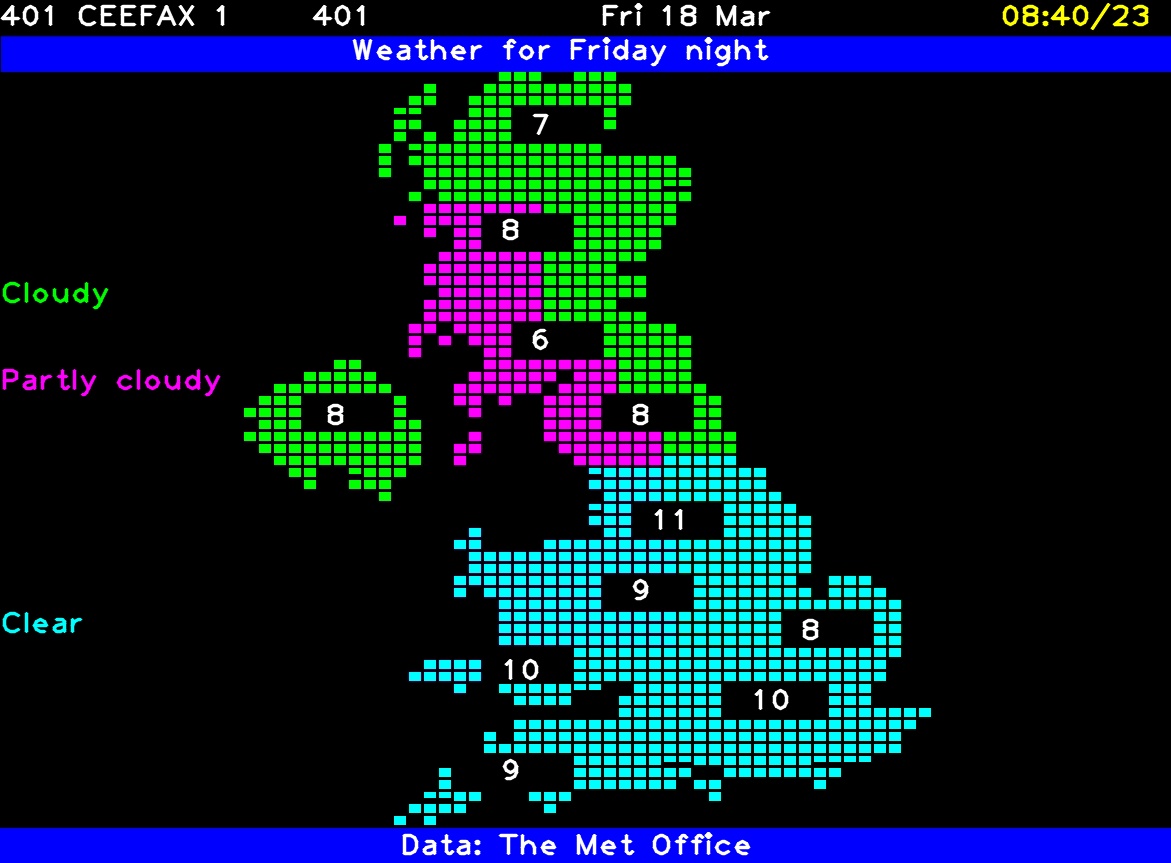 401 CEEFAX 1 401 Fri 18 Mar 08:40/23
Weather for Friday night
7
8
Cloudy
6
Partly cloudy
8 8
11
9
Clear 8
10
10
9
Data: The Met Office